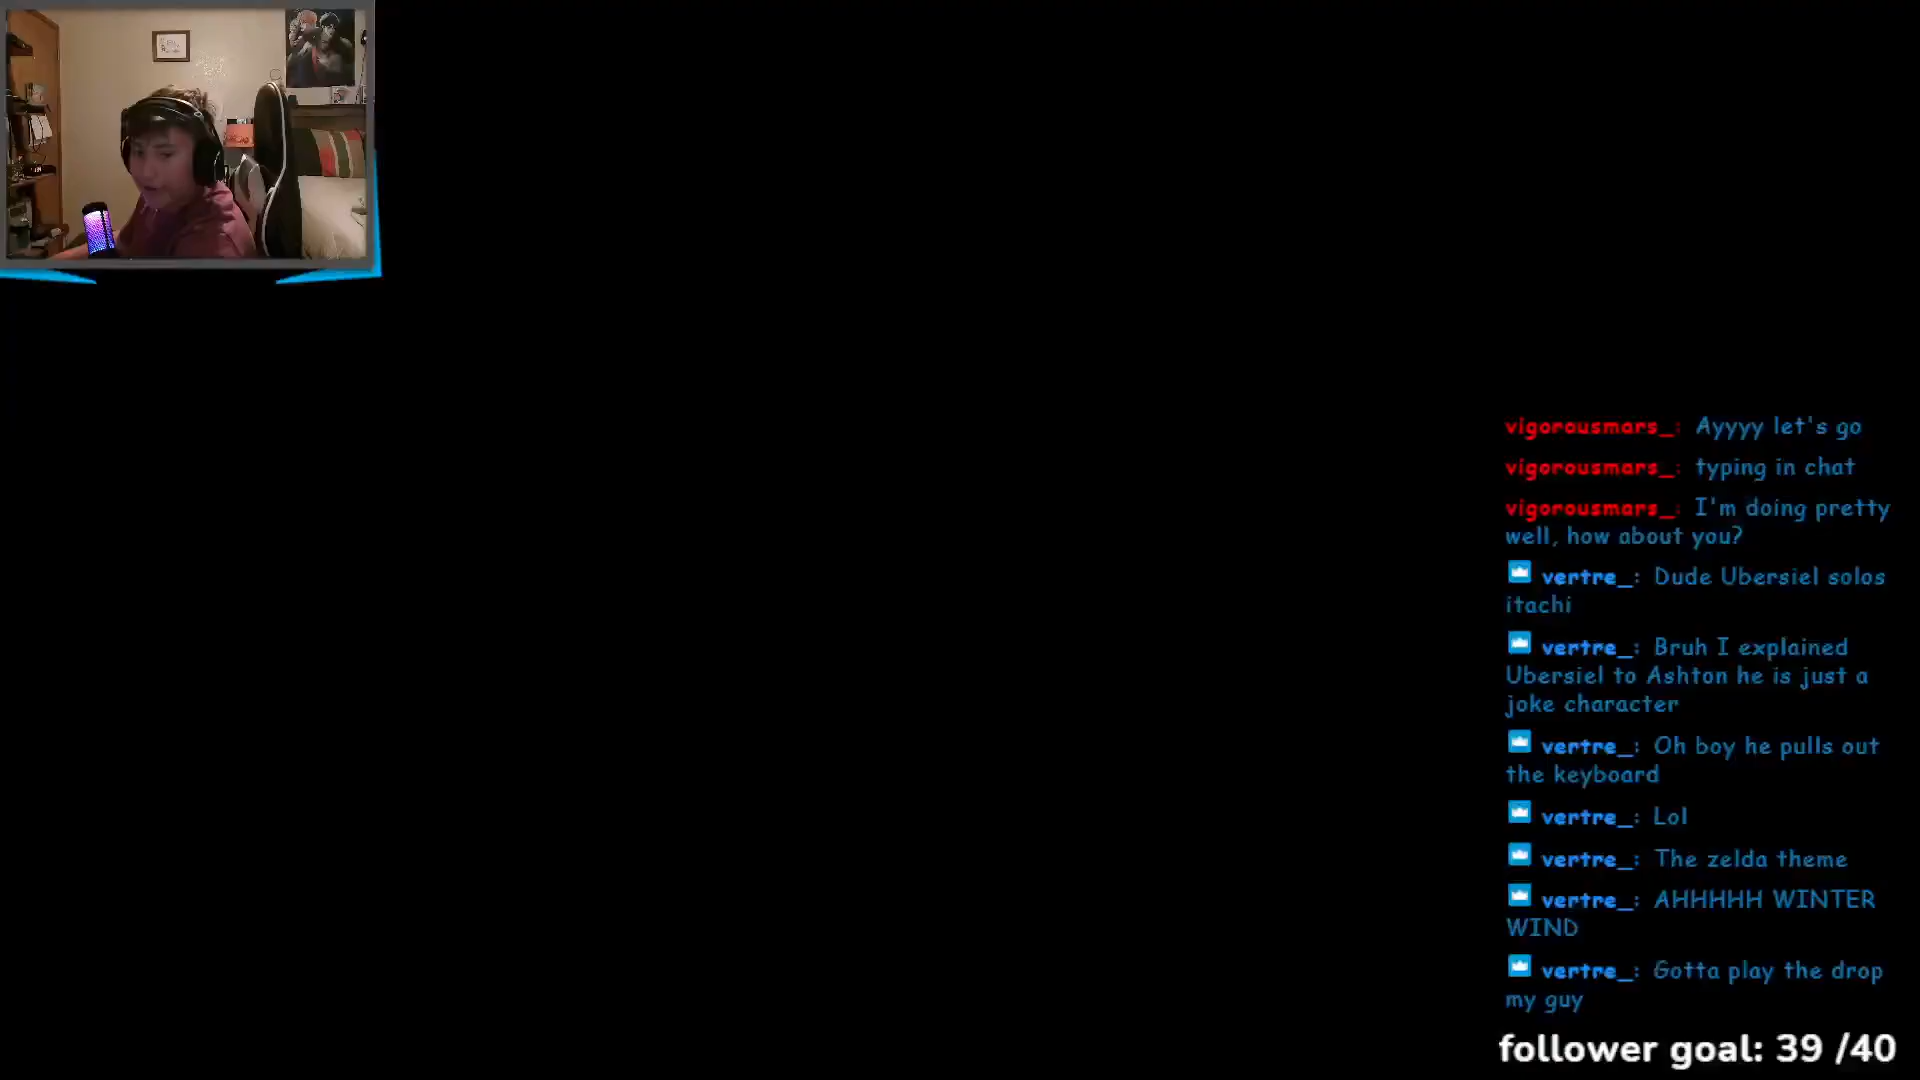 vigorousmars_: Ayyyy let's go
vigorousmars_: typing in chat
vigorousmars_: I'm doing pretty
well, how about you?
vertre_: Dude Ubersiel solos
itachi
vertre_: Bruh I explained
Ubersiel to Ashton he is just a
joke character
vertre_: Oh boy he pulls out
the keyboard
vertre_: Lol
vertre_: The zelda theme
vertre_: AHHHHH WINTER
WIND
vertre_: Gotta play the drop
my guy
follower goal: 39 /40